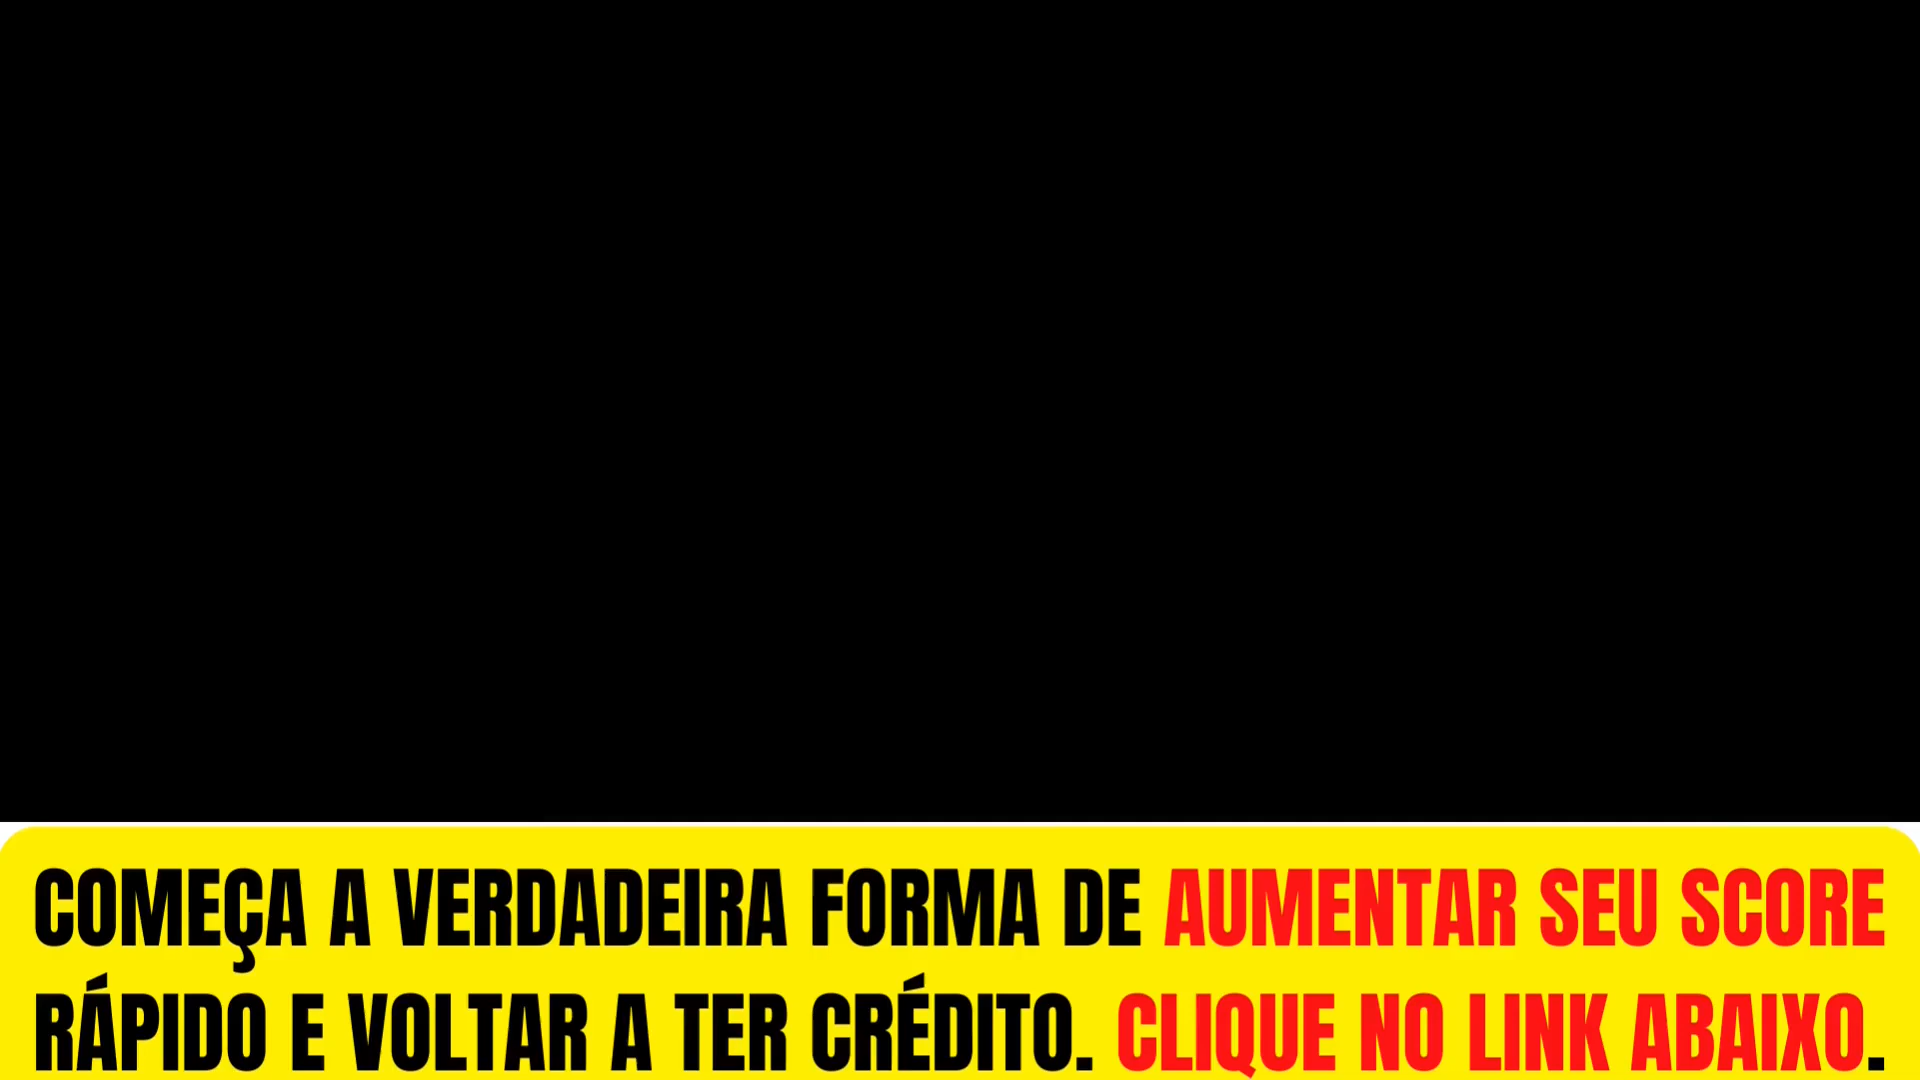 COMEÇA A VERDADEIRA FORMA DE AUMENTAR SEU SCORE
RÁPIDO E VOLTAR A TER CRÉDITO. CLIQUE NO LINK ABAIXO.